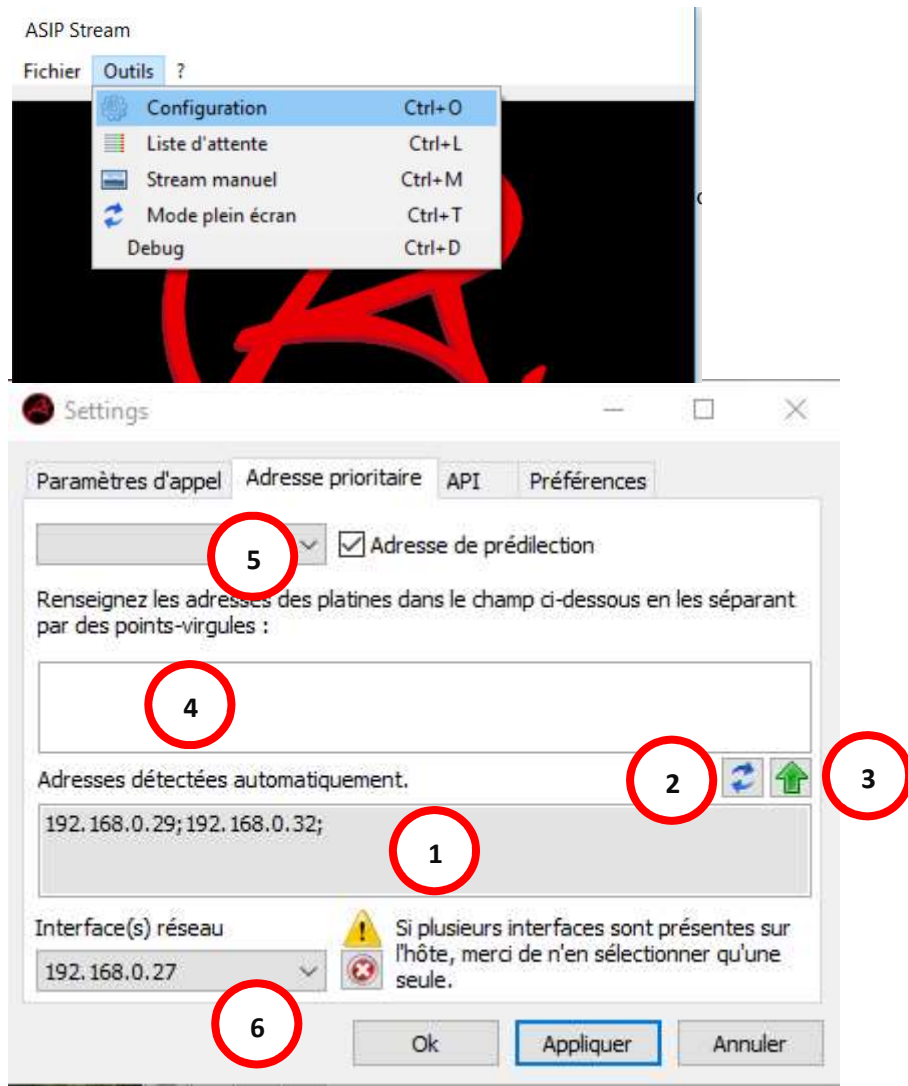 ASIP Stream
Fichier Outils ?
Configuration Ctrl+O
Liste d'attente Ctrl+L
Stream manuel Ctrl+M
Mode plein écran Ctrl+T
Debug Ctrl+D
Settings
Paramètres d'appel Adresse prioritaire API Préférences
5 Adresse de prédilection
Renseignez les adresses des platines dans le champ ci-dessous en les séparant
par des points-virgules :
4
Adresses détectées automatiquement. 2 3
192.168.0.29;192.168.0.32;
1
Interface(s) réseau
192.168.0.27
Si plusieurs interfaces sont présentes sur
l'hôte, merci de n'en sélectionner qu'une
seule.
6
Ok Appliquer Annuler